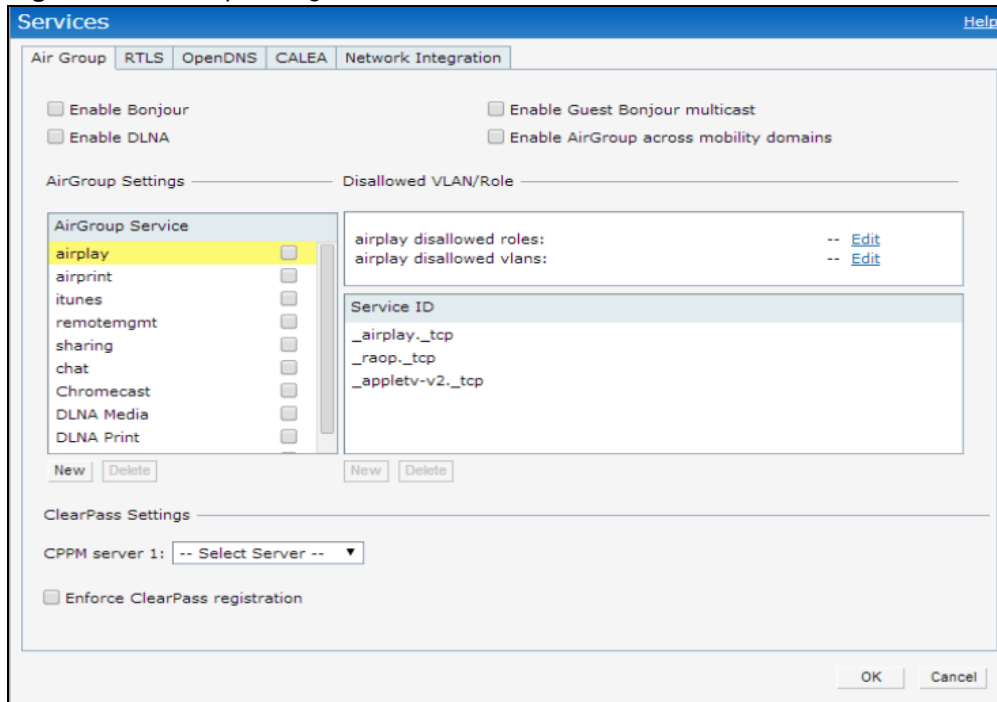 Services Help
Air Group RTLS OpenDNS CALEA Network Integration
Enable Bonjour Enable Guest Bonjour multicast
Enable DLNA Enable AirGroup across mobility domains
AirGroup Settings Disallowed VLAN/Role
AirGroup Service
airplay
airprint
itunes
remotemgmt
sharing
chat
Chromecast
DLNA Media
DLNA Print
New Delete
airplay disallowed roles: -- Edit
airplay disallowed vlans: -- Edit
Service ID
_airplay._tcp
_raop._tcp
_appletv-v2._tcp
New Delete
ClearPass Settings
CPPM server 1: -- Select Server --
Enforce ClearPass registration
OK Cancel